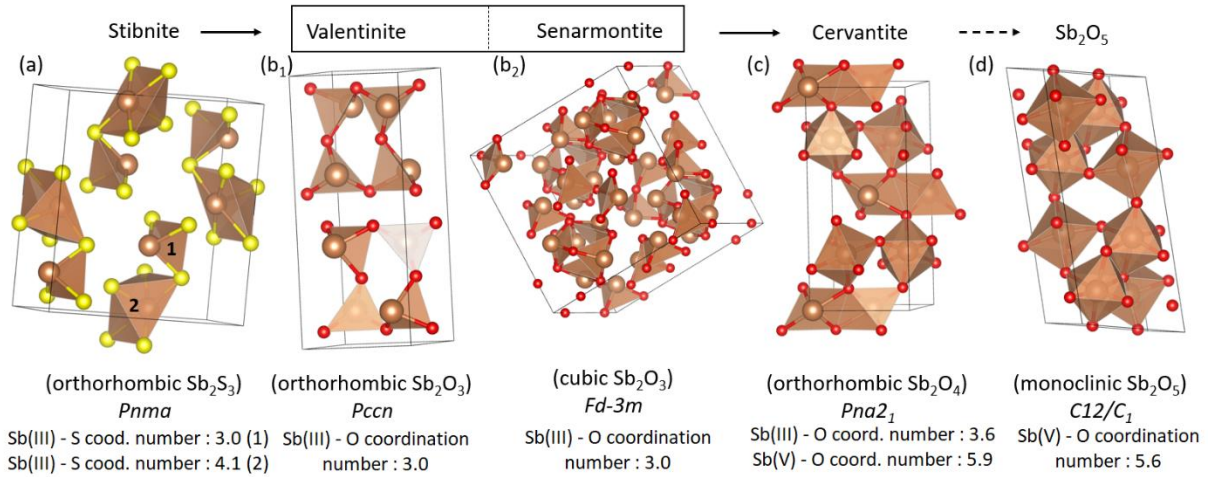 Stibnite
Valentinite
Senarmontite
Cervantite
Sb₂O₅
(a)
(b₁)
(b₂)
(c)
(d)
1
2
(orthorhombic Sb₂S₃)
Pnma
Sb(III) - S cood. number : 3.0 (1)
Sb(III) - S coord. number : 4.1 (2)
(orthorhombic Sb₂O₃)
Pccn
Sb(III) - O coordination
number : 3.0
(cubic Sb₂O₃)
Fd-3m
Sb(III) - O coordination
number : 3.0
(orthorhombic Sb₂O₄)
Pna2₁
Sb(III) - O coord. number : 3.6
Sb(V) - O coord. number : 5.9
(monoclinic Sb₂O₅)
C12/C₁
Sb(V) - O coordination
number : 5.6